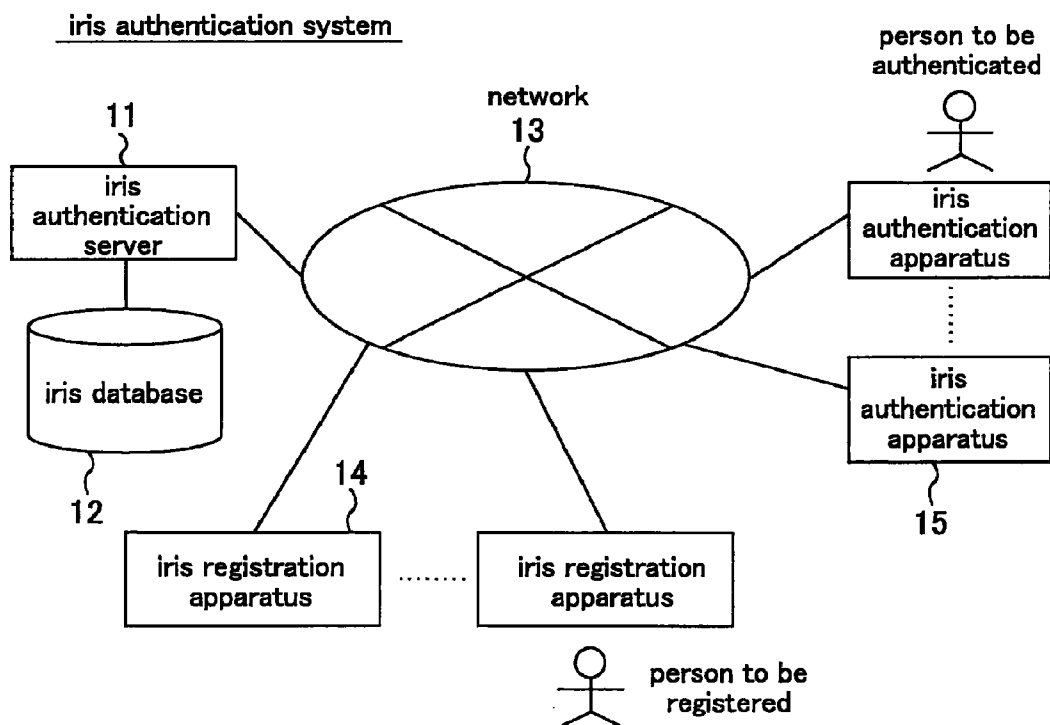 iris authentication system
person to be
authenticated
network
13
11
iris
authentication
server
iris
authentication
apparatus
iris database
iris
authentication
apparatus
12
14
15
iris registration
apparatus
iris registration
apparatus
person to be
registered